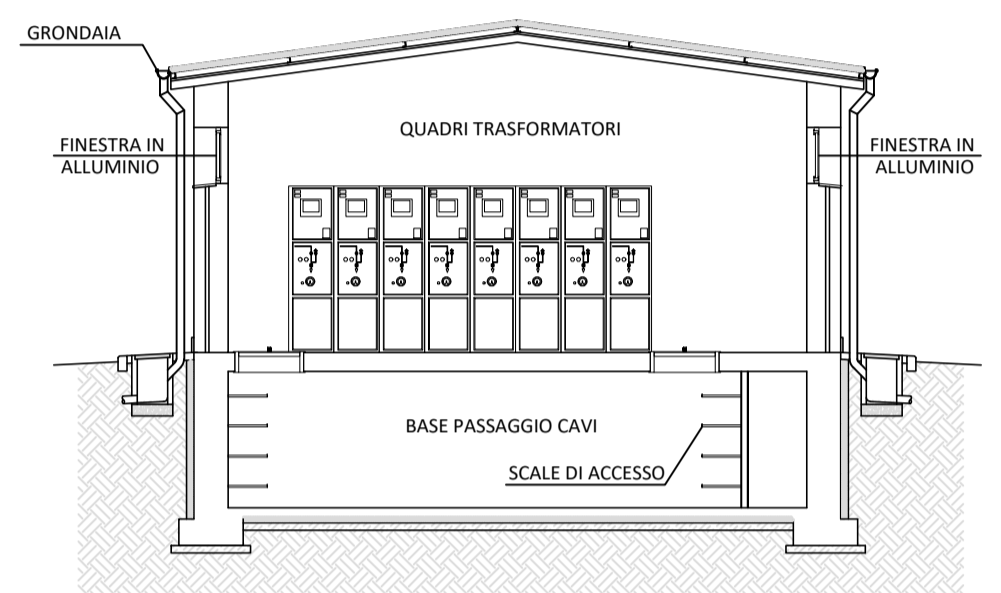 GRONDAIA
QUADRI TRASFORMATORI
FINESTRA IN
ALLUMINIO
FINESTRA IN
ALLUMINIO
BASE PASSAGGIO CAVI
SCALE DI ACCESSO